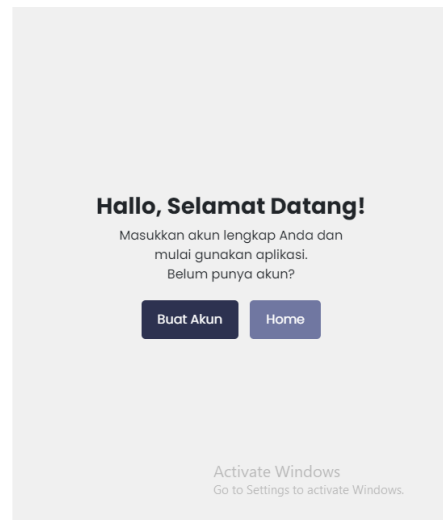 Hallo, Selamat Datang!
Masukkan akun lengkap Anda dan
mulai gunakan aplikasi.
Belum punya akun?
Buat Akun
Home
Activate Windows
Go to Settings to activate Windows.